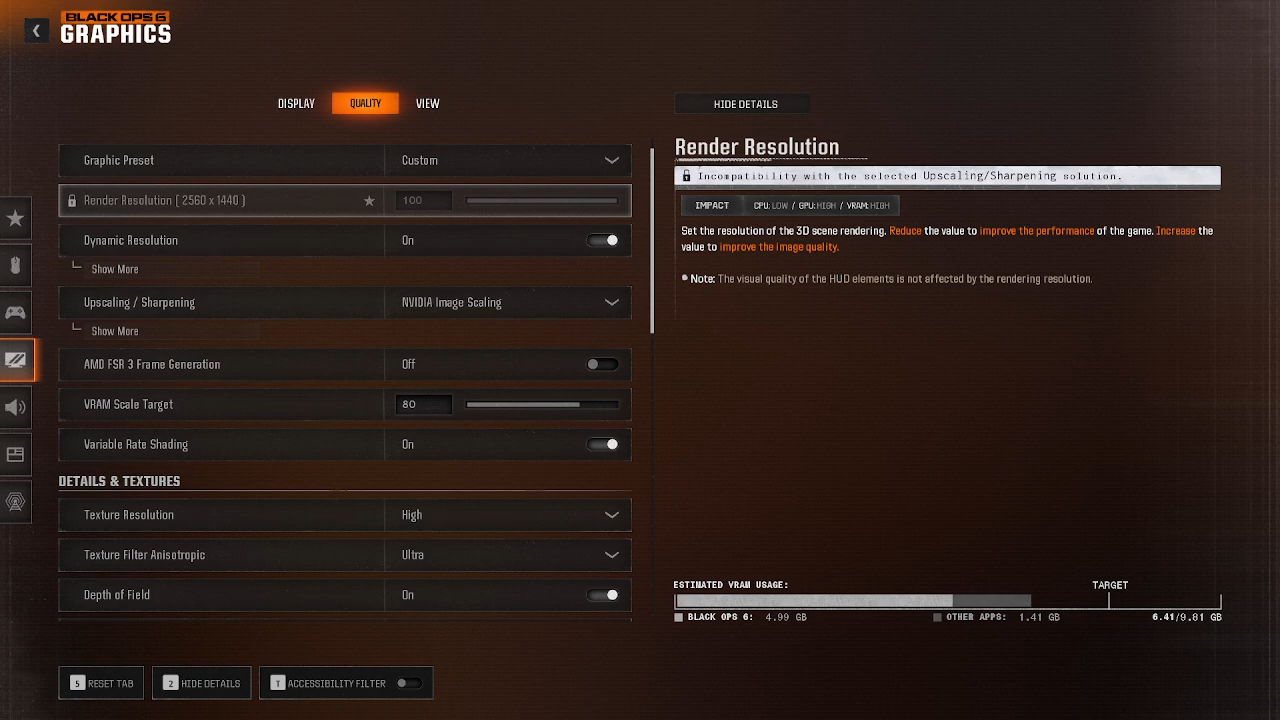 BLACK OPS 6
GRAPHICS
DISPLAY
QUALITY
VIEW
HIDE DETAILS
Graphic Preset
Custom
Render Resolution [ 2560 x 1440 ]
100
Dynamic Resolution
On
Show More
Upscaling / Sharpening
NVIDIA Image Scaling
Show More
AMD FSR 3 Frame Generation
Off
VRAM Scale Target
80
Variable Rate Shading
On
DETAILS & TEXTURES
Texture Resolution
High
Texture Filter Anisotropic
Ultra
Depth of Field
On
Render Resolution
Incompatibility with the selected Upscaling/Sharpening solution.
IMPACT
CPU: LOW / GPU: HIGH / VRAM: HIGH
Set the resolution of the 3D scene rendering. Reduce the value to improve the performance of the game. Increase the
value to improve the image quality.
Note: The visual quality of the HUD elements is not affected by the rendering resolution.
ESTIMATED VRAM USAGE:
TARGET
BLACK OPS 6: 4.99 GB
OTHER APPS: 1.41 GB
6.41/9.81 GB
5 RESET TAB
2 HIDE DETAILS
T ACCESSIBILITY FILTER